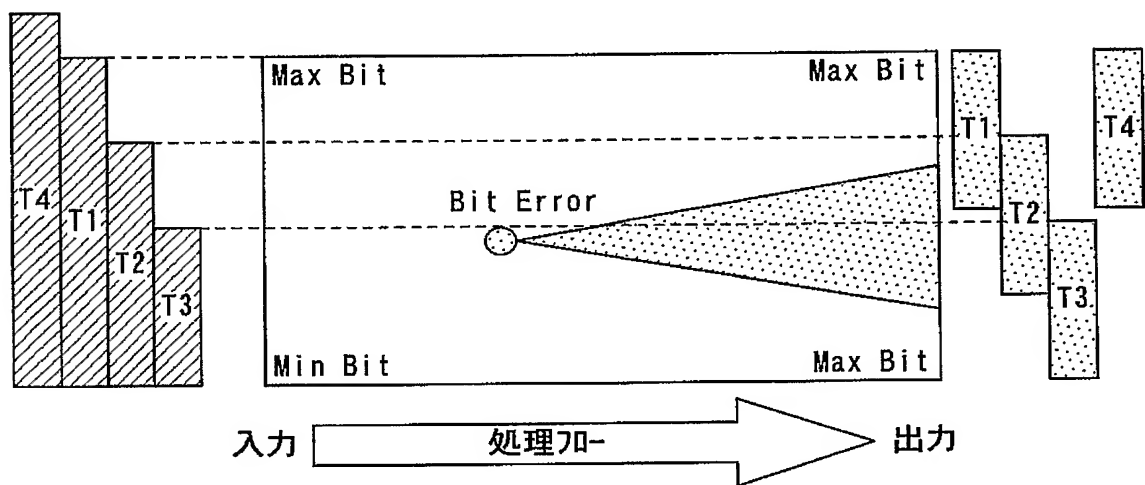 Max Bit
Max Bit
T4
T1
T2
T3
Bit Error
T1
T2
T3
T4
Min Bit
Max Bit
入力
処理フロー
出力